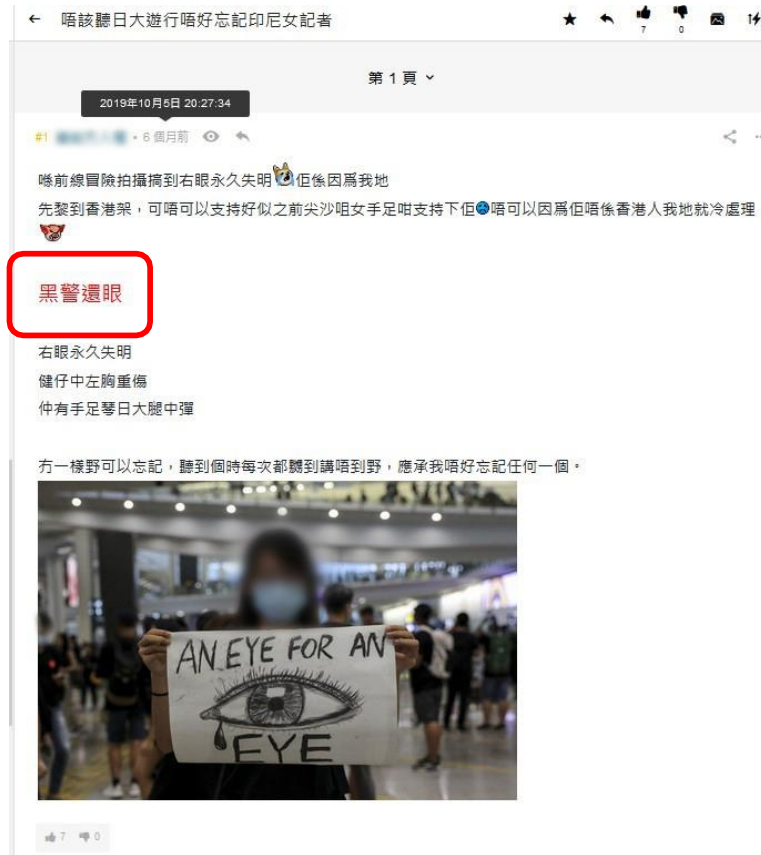 唔該聽日大遊行唔好忘記印尼女記者
7
0
第 1 頁
2019年10月5日 20:27:34
#1
• 6 個月前
喺前線冒險拍攝搞到右眼永久失明佢係因爲我地
先黎到香港架，可唔可以支持好似之前尖沙咀女手足咁支持下佢唔可以因爲佢唔係香港人我地就冷處理
黑警還眼
右眼永久失明
健仔中左胸重傷
仲有手足琴日大腿中彈
冇一樣野可以忘記，聽到個時每次都嬲到講唔到野，應承我唔好忘記任何一個。
AN EYE FOR AN
EYE
7
0